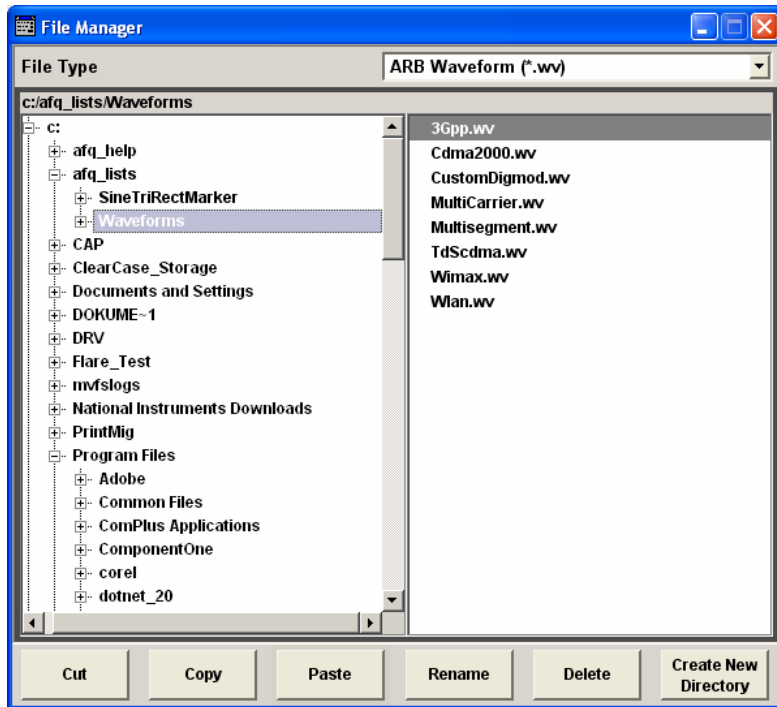 File Manager
File Type
ARB Waveform (*.wv)
c:/afq_lists/Waveforms
c:
afq_help
afq_lists
SineTriRectMarker
Waveforms
CAP
ClearCase_Storage
Documents and Settings
DOKUME~1
DRV
Flare_Test
mvfslogs
National Instruments Downloads
PrintMig
Program Files
Adobe
Common Files
ComPlus Applications
ComponentOne
corel
dotnet_20
3Gpp.wv
Cdma2000.wv
CustomDigmod.wv
MultiCarrier.wv
Multisegment.wv
TdScdma.wv
Wimax.wv
Wlan.wv
Cut
Copy
Paste
Rename
Delete
Create New
Directory